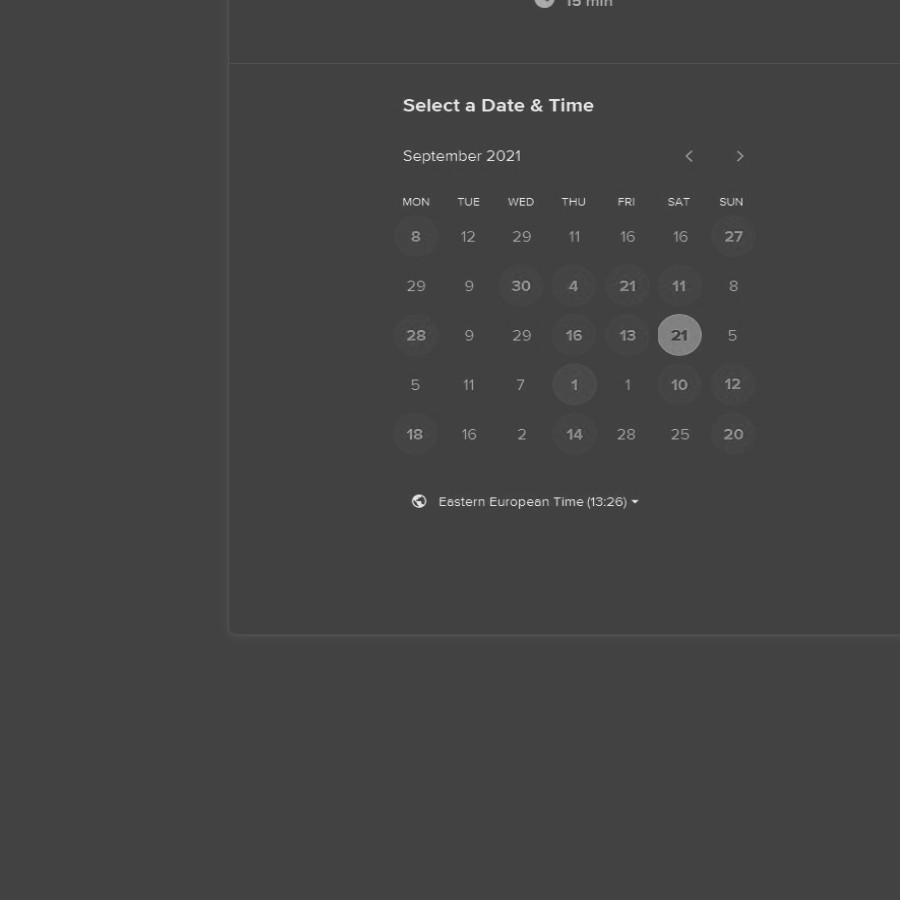 15 min
Select a Date & Time
September 2021
MON TUE WED THU FRI SAT SUN
8 12 29 11 16 16 27
29 9 30 4 21 11 8
28 9 29 16 13 21 5
5 11 7 1 1 10 12
18 16 2 14 28 25 20
Eastern European Time (13:26)